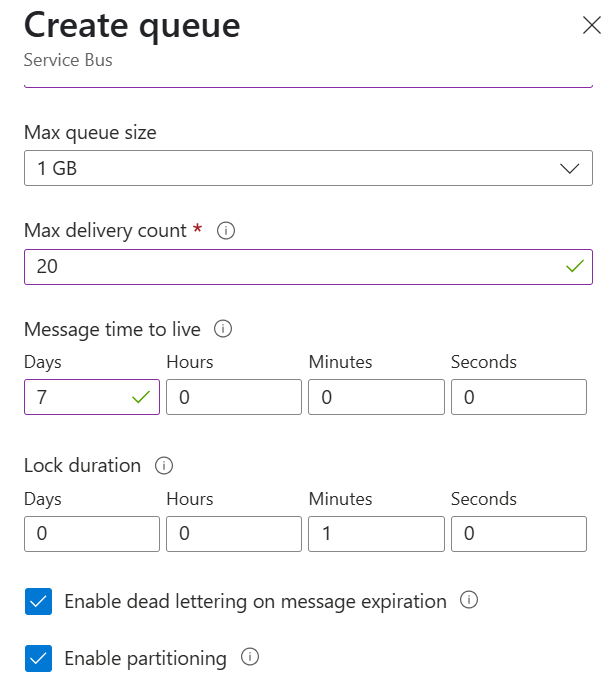 Create queue
Service Bus
Max queue size
1 GB
Max delivery count *
20
Message time to live
Days Hours Minutes Seconds
7 0 0 0
Lock duration
Days Hours Minutes Seconds
0 0 1 0
Enable dead lettering on message expiration
Enable partitioning